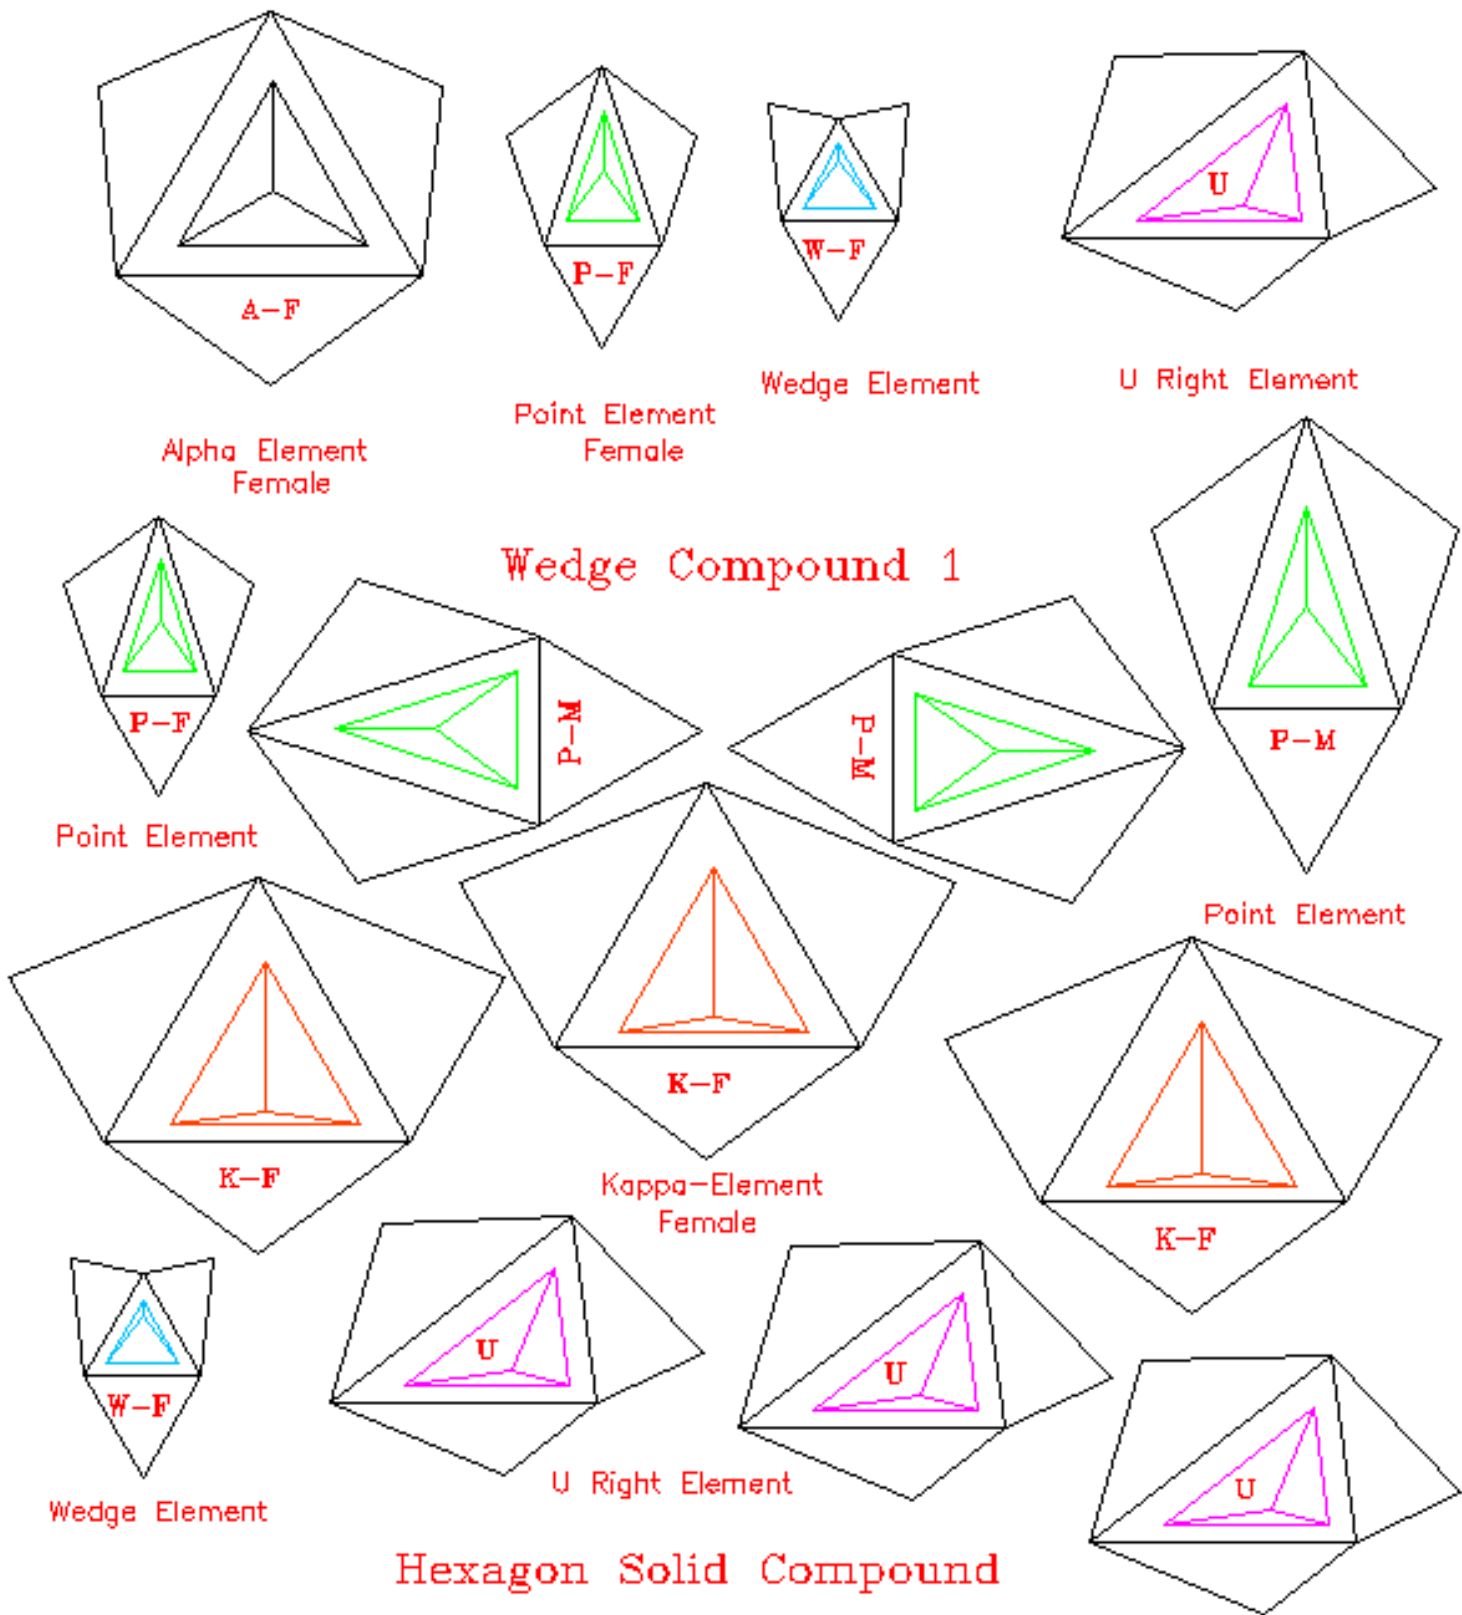 U
P-F
W-F
A-F
Wedge Element
U Right Element
Point Element
Female
Alpha Element
Female
Wedge Compound 1
P-F
P-M
P-M
P-M
Point Element
Point Element
K-F
K-F
Kappa-Element
Female
K-F
U
U
W-F
U
U Right Element
Wedge Element
Hexagon Solid Compound